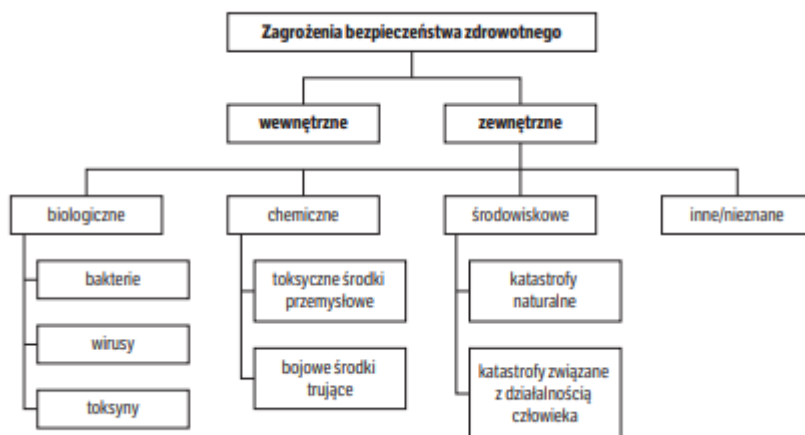 Zagrożenia bezpieczeństwa zdrowotnego
wewnętrzne
zewnętrzne
biologiczne
chemiczne
środowiskowe
inne/nieznane
bakterie
wirusy
toksyny
toksyczne środki
przemysłowe
bojowe środki
trujące
katastrofy
naturalne
katastrofy związane
z działalnością
człowieka